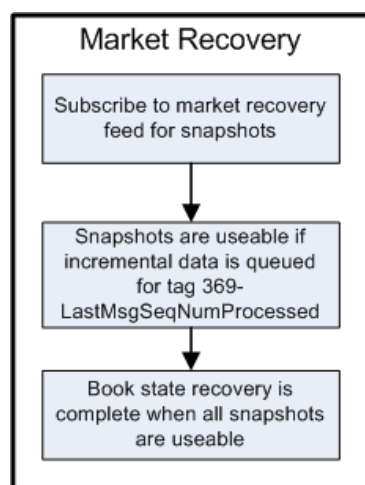 Market Recovery
Subscribe to market recovery
feed for snapshots
Snapshots are useable if
incremental data is queued
for tag 369-
LastMsgSeqNumProcessed
Book state recovery is
complete when all snapshots
are useable